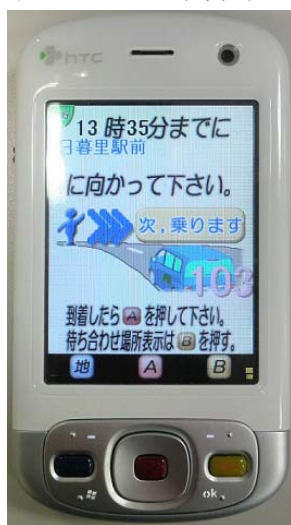 htc
13 時35分までに
日暮里駅前
に向かって下さい。
次,乗ります
103
到着したら A を押して下さい。
待ち合わせ場所表示は B を押す。
地 A B
ok